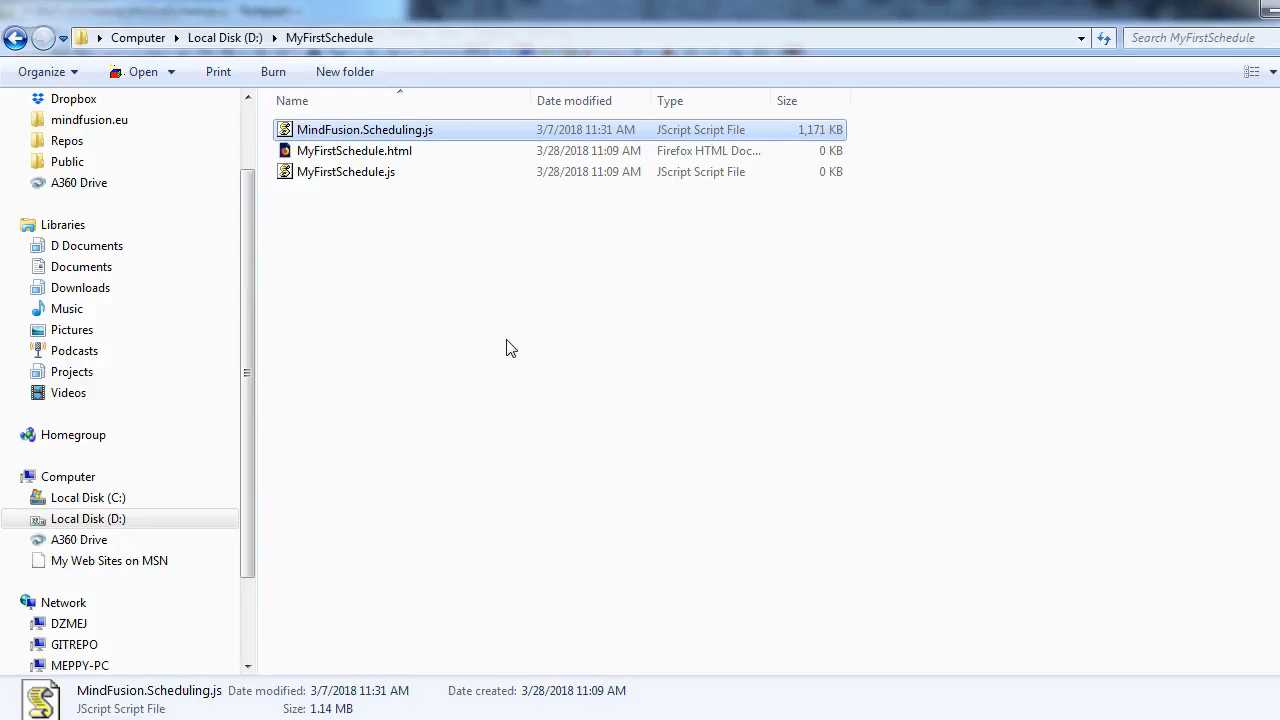 Computer Local Disk (D:) MyFirstSchedule Search MyFirstSchedule
Organize Open Print Burn New folder
Name Date modified Type Size
MindFusion.Scheduling.js 3/7/2018 11:31 AM JScript Script File 1,171 KB
MyFirstSchedule.html 3/28/2018 11:09 AM Firefox HTML Doc... 0 KB
MyFirstSchedule.js 3/28/2018 11:09 AM JScript Script File 0 KB
Dropbox
mindfusion.eu
Repos
Public
A360 Drive
Libraries
D Documents
Documents
Downloads
Music
Pictures
Podcasts
Projects
Videos
Homegroup
Computer
Local Disk (C:)
Local Disk (D:)
A360 Drive
My Web Sites on MSN
Network
DZMEJ
GITREPO
MEPPY-PC
MindFusion.Scheduling.js Date modified: 3/7/2018 11:31 AM Date created: 3/28/2018 11:09 AM
JScript Script File Size: 1.14 MB